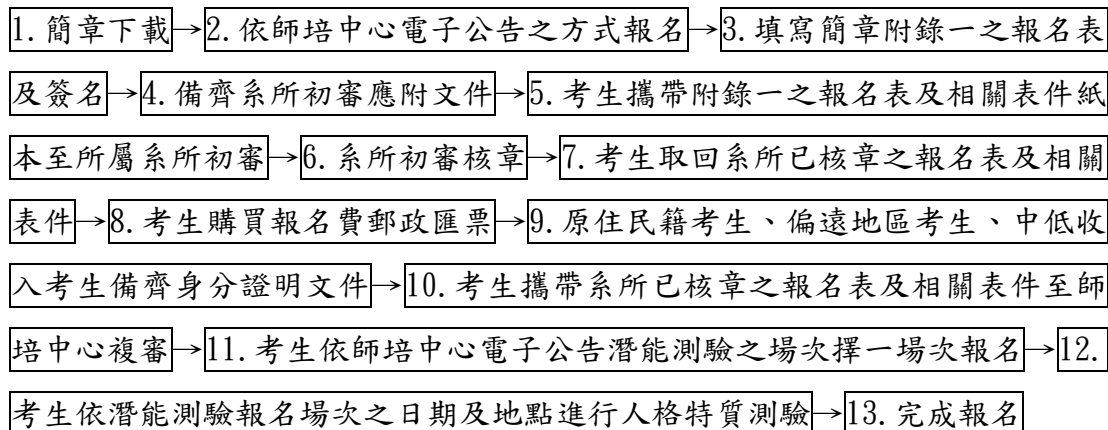 1.簡章下載→2.依師培中心電子公告之方式報名→3.填寫簡章附錄一之報名表
及簽名→4.備齊系所初審應附文件→5.考生攜帶附錄一之報名表及相關表件紙
本至所屬系所初審→6.系所初審核章→7.考生取回系所已核章之報名表及相關
表件→8.考生購買報名費郵政匯票→9.原住民籍考生、偏遠地區考生、中低收
入考生備齊身分證明文件→10.考生攜帶系所已核章之報名表及相關表件至師
培中心複審→11.考生依師培中心電子公告潛能測驗之場次擇一場次報名→12.
考生依潛能測驗報名場次之日期及地點進行人格特質測驗→13.完成報名